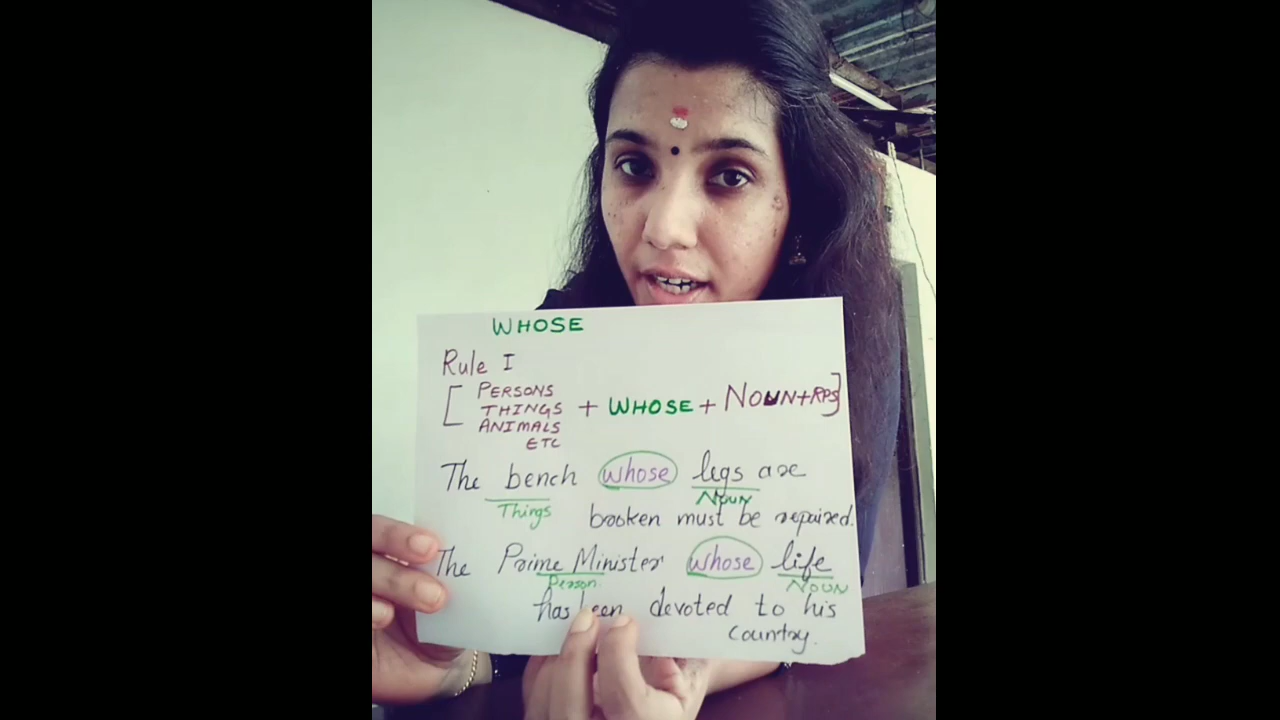 WHOSE
Rule I
[ PERSONS
THINGS + WHOSE + NOUN+RPS]
ANIMALS
ETC
The bench whose legs are
Things NOUN
broken must be repaired.
The Prime Minister whose life
Person. NOUN
has been devoted to his
country.